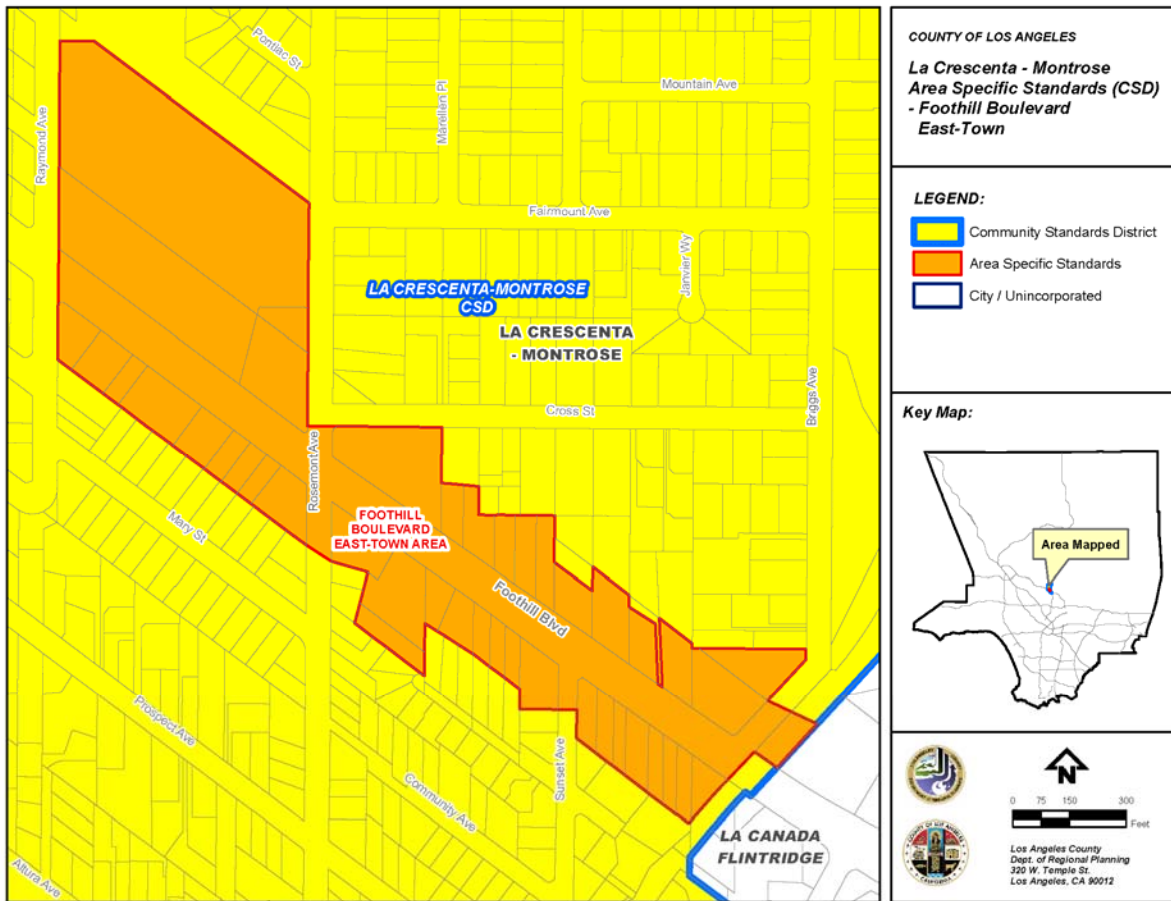 COUNTY OF LOS ANGELES
La Crescenta - Montrose
Area Specific Standards (CSD)
- Foothill Boulevard
East-Town
LEGEND:
Community Standards District
Area Specific Standards
City / Unincorporated
Key Map:
Area Mapped
N
0 75 150 300
Feet
Los Angeles County
Dept. of Regional Planning
320 W. Temple St.
Los Angeles, CA 90012
Pontiac St
Raymond Ave
Marellen Pl
Mountain Ave
Fairmount Ave
Janvier Wy
LA CRESCENTA-MONTROSE
CSD
LA CRESCENTA
- MONTROSE
Briggs Ave
Cross St
Rosemont Ave
FOOTHILL
BOULEVARD
EAST-TOWN AREA
Mary St
Foothill Blvd
Prospect Ave
Sunset Ave
Community Ave
LA CANADA
FLINTRIDGE
Altura Ave